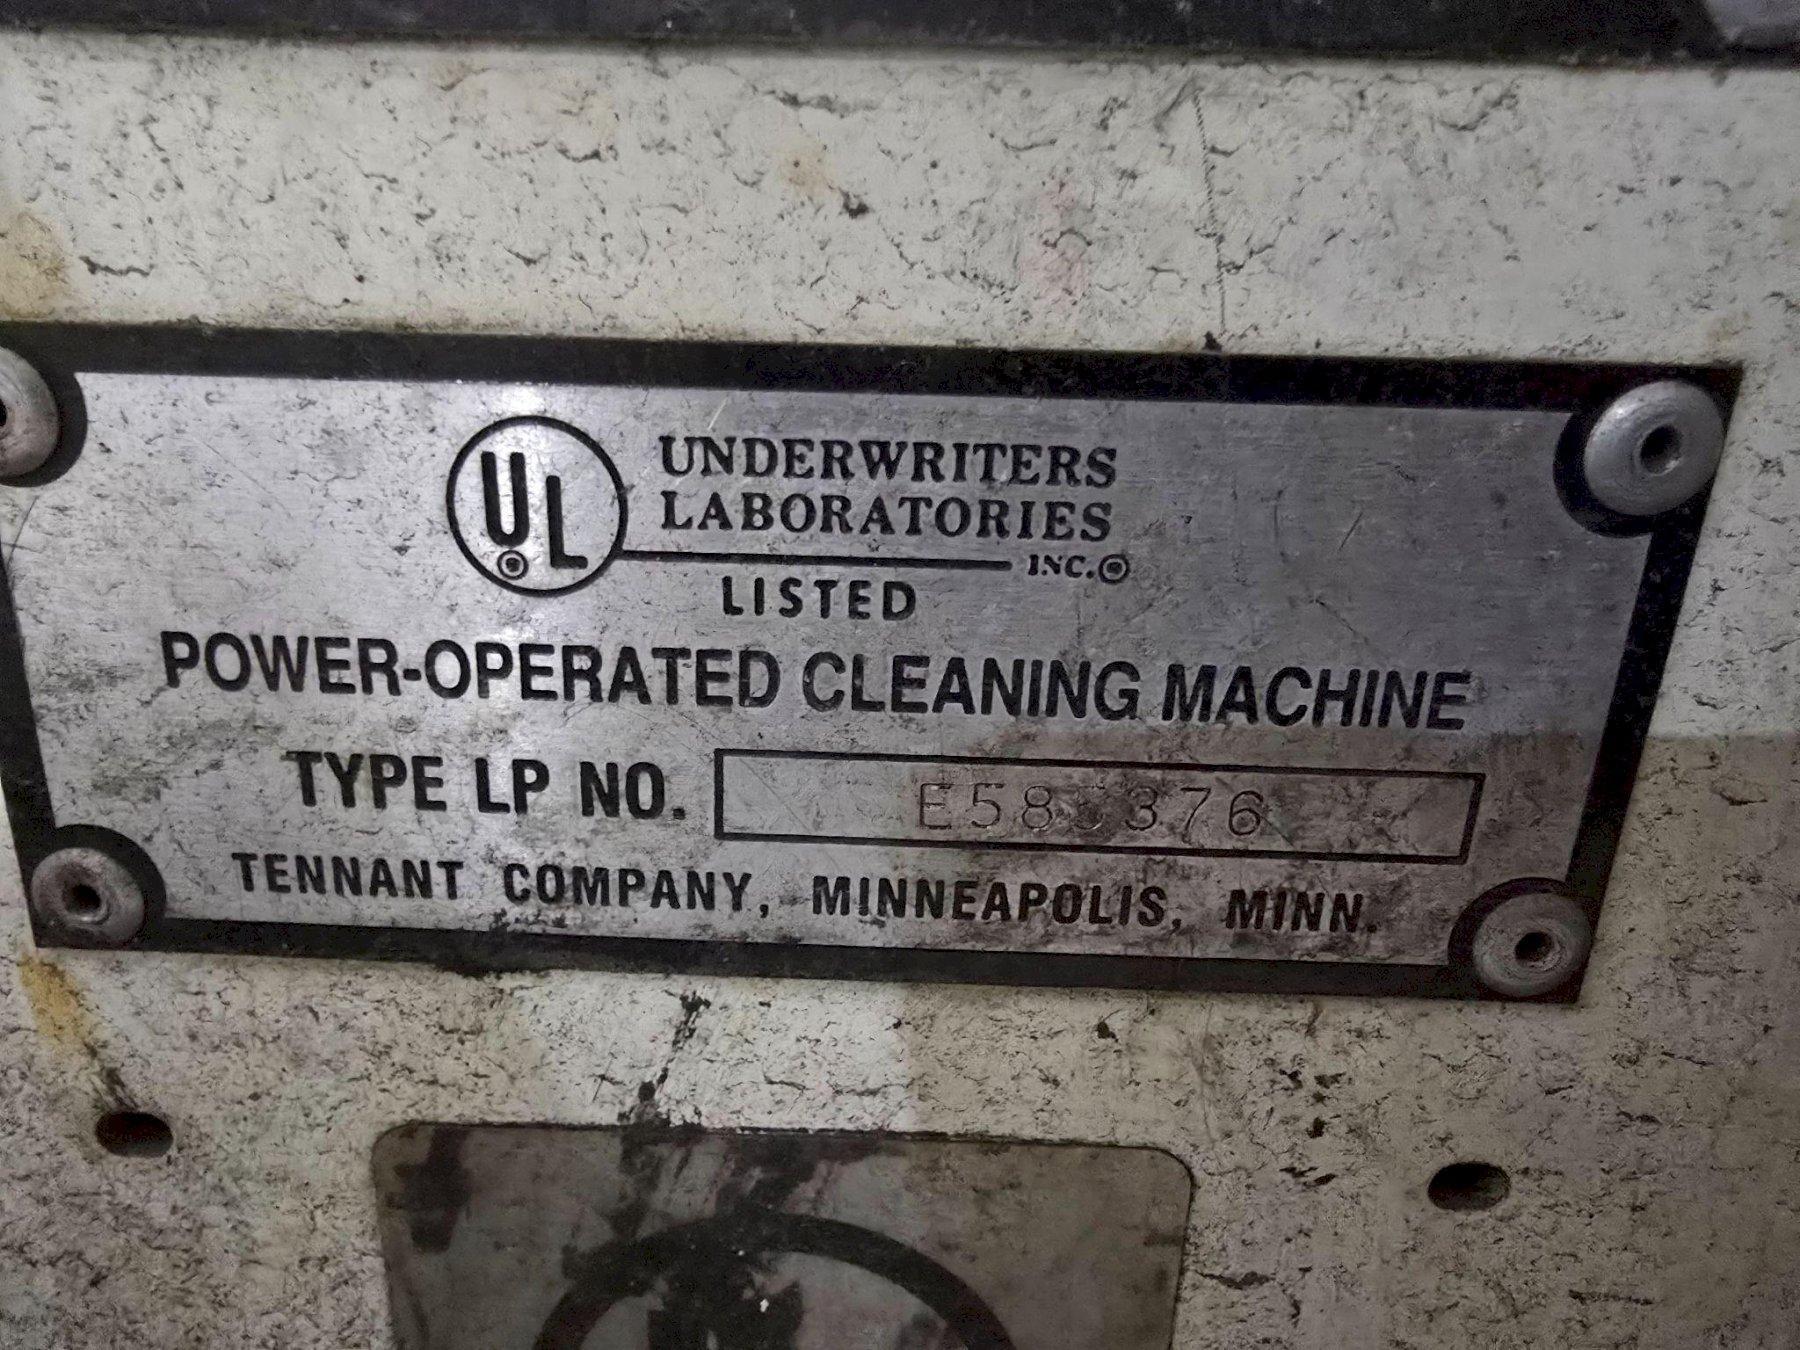 UL
UNDERWRITERS
LABORATORIES
INC.
LISTED
POWER-OPERATED CLEANING MACHINE
TYPE LP NO.
TENNANT COMPANY, MINNEAPOLIS, MINN.